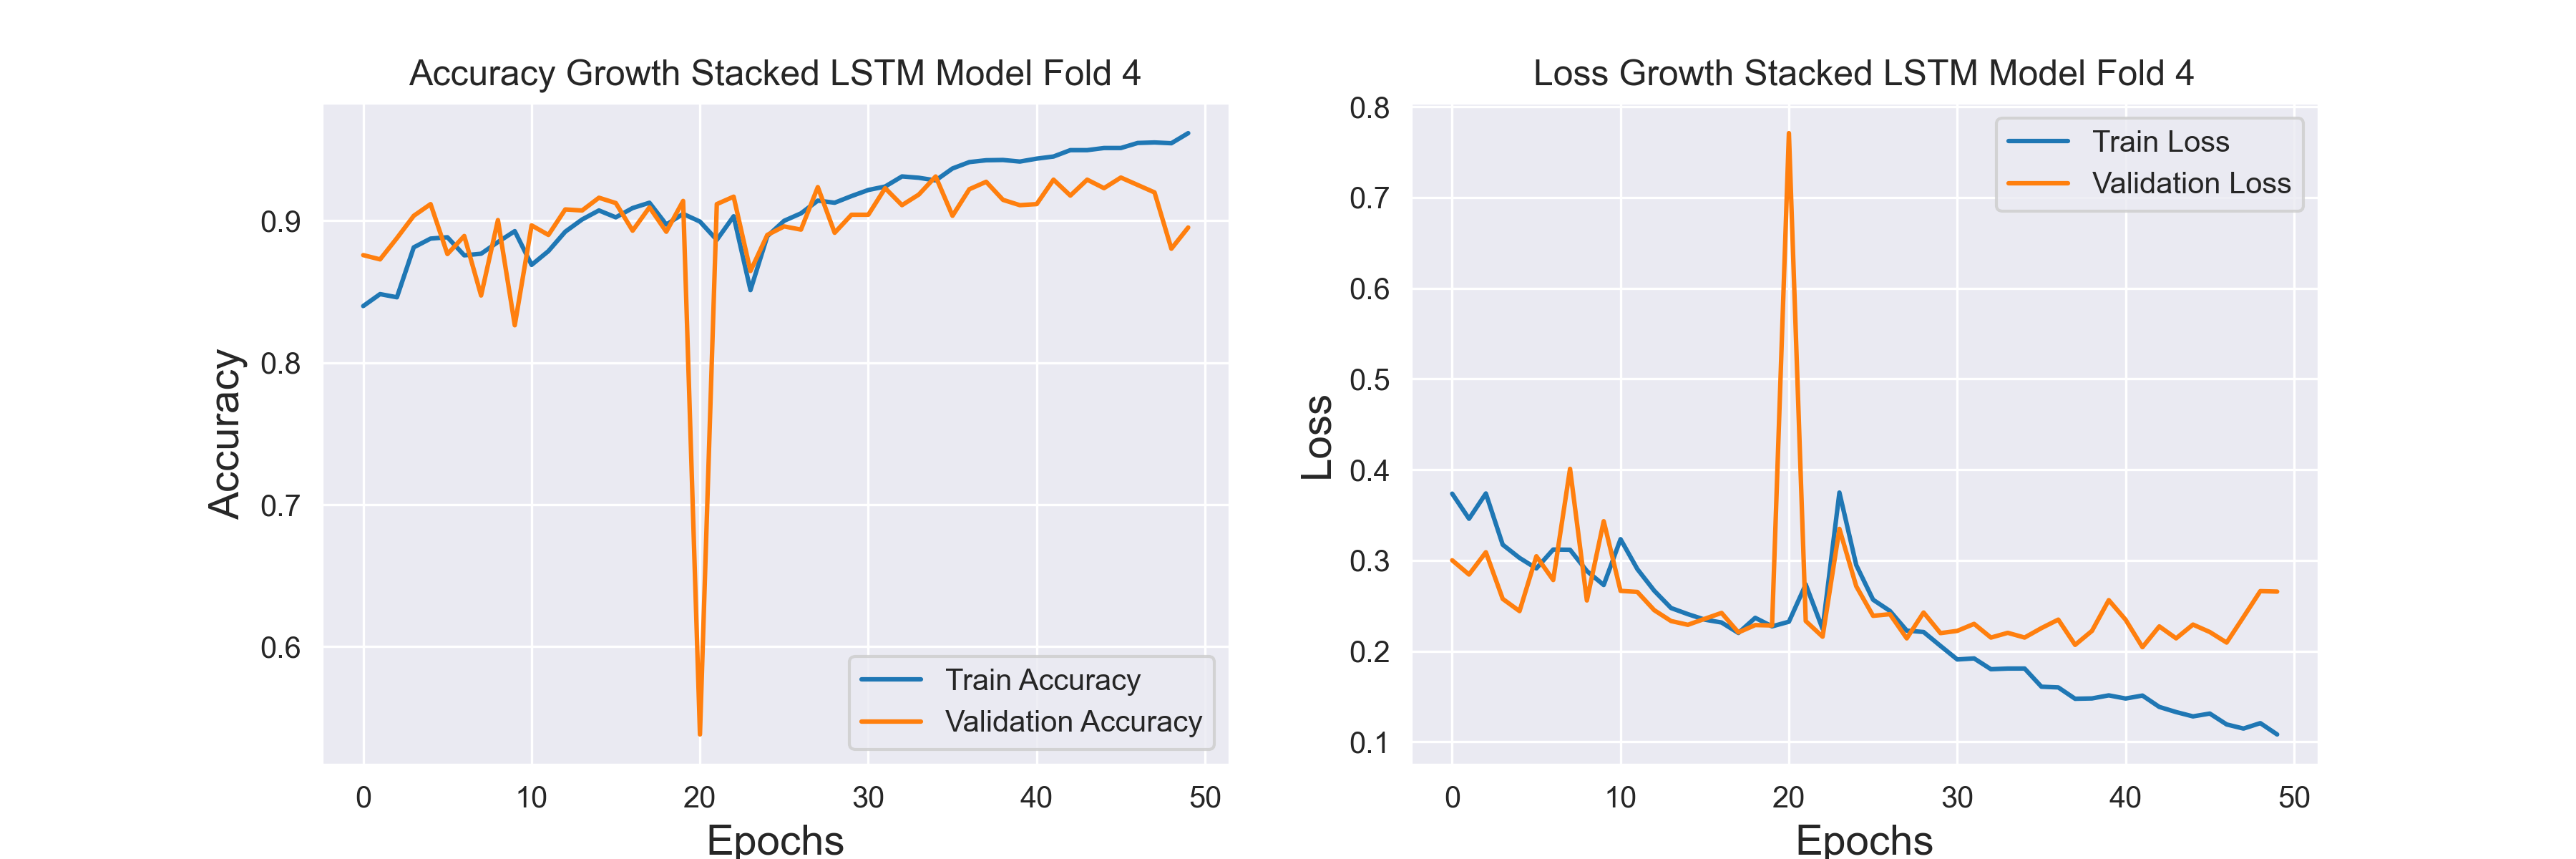 Accuracy Growth Stacked LSTM Model Fold 4
Accuracy
0.9
0.8
0.7
0.6
Train Accuracy
Validation Accuracy
0 10 20 30 40 50
Epochs
Loss Growth Stacked LSTM Model Fold 4
Loss
0.8
0.7
0.6
0.5
0.4
0.3
0.2
0.1
Train Loss
Validation Loss
0 10 20 30 40 50
Epochs